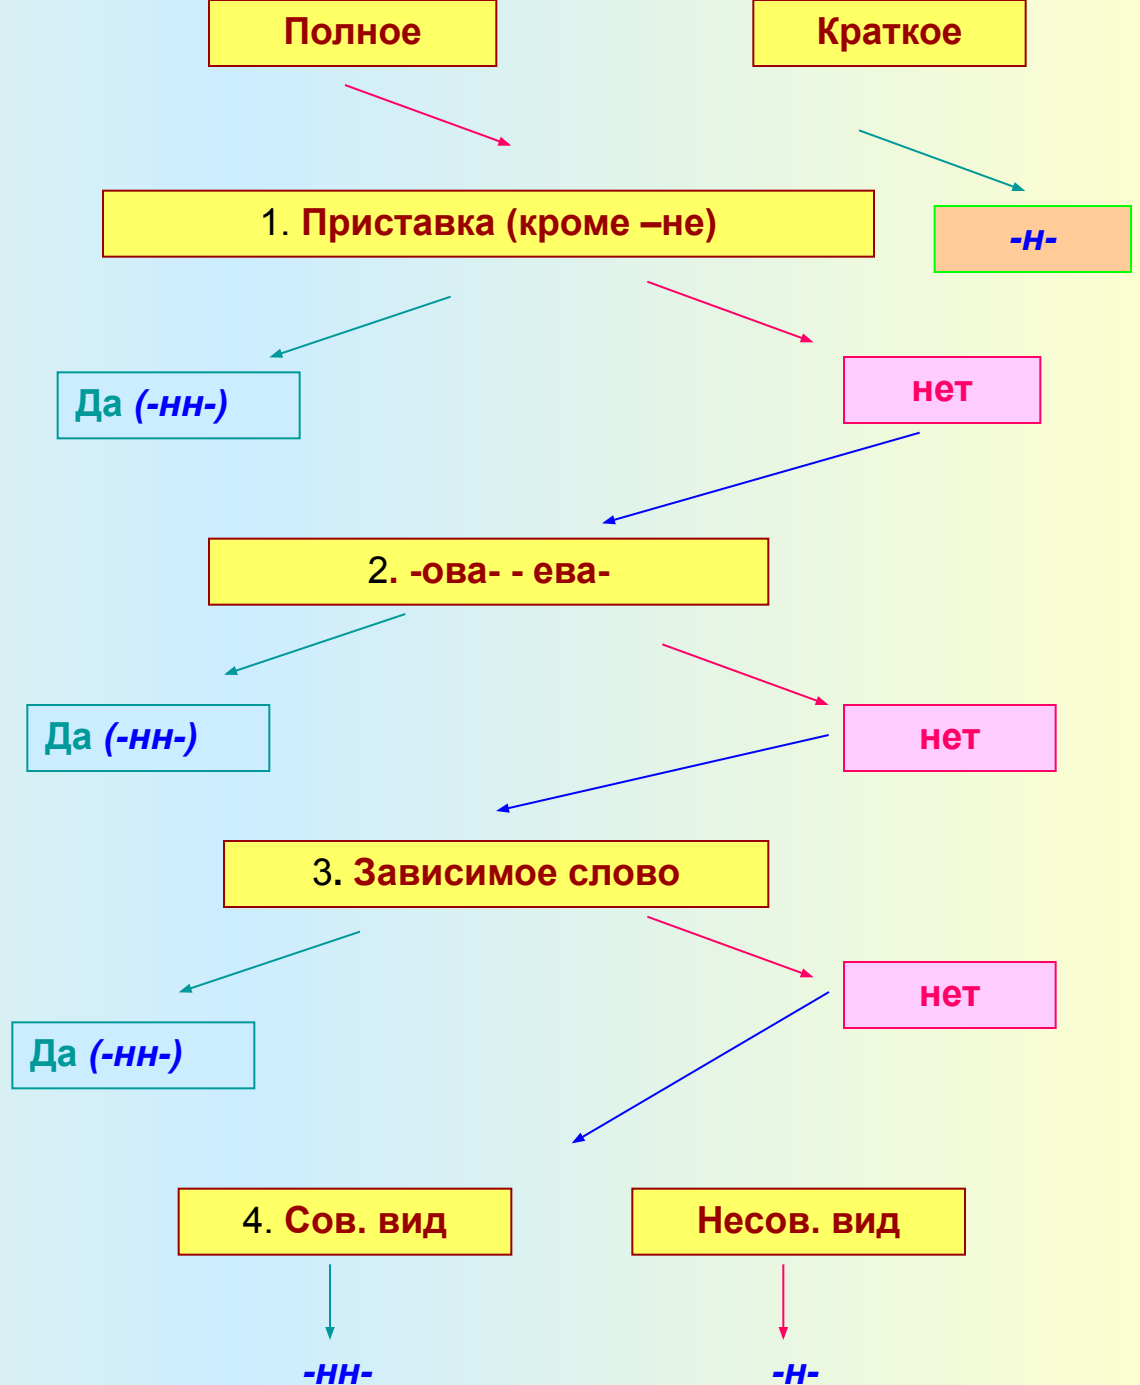 Полное
Краткое
1. Приставка (кроме –не)
-н-
Да (-нн-)
нет
2. -ова- - ева-
Да (-нн-)
нет
3. Зависимое слово
нет
Да (-нн-)
4. Сов. вид
Несов. вид
-нн-
-н-